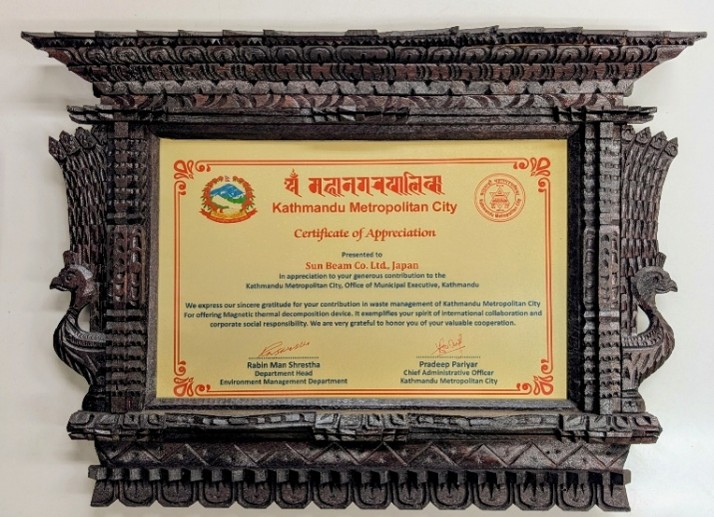 Kathmandu Metropolitan City
Certificate of Appreciation
Presented to
Sun Beam Co. Ltd., Japan
in appreciation to your generous contribution to the
Kathmandu Metropolitan City, Office of Municipal Executive, Kathmandu
We express our sincere gratitude for your contribution in waste management of Kathmandu Metropolitan City
For offering Magnetic thermal decomposition device. It exemplifies your spirit of international collaboration and
corporate social responsibility. We are very grateful to honor you of your valuable cooperation.
Rabin Man Shrestha
Department Head
Environment Management Department
Pradeep Pariyar
Chief Administrative Officer
Kathmandu Metropolitan City